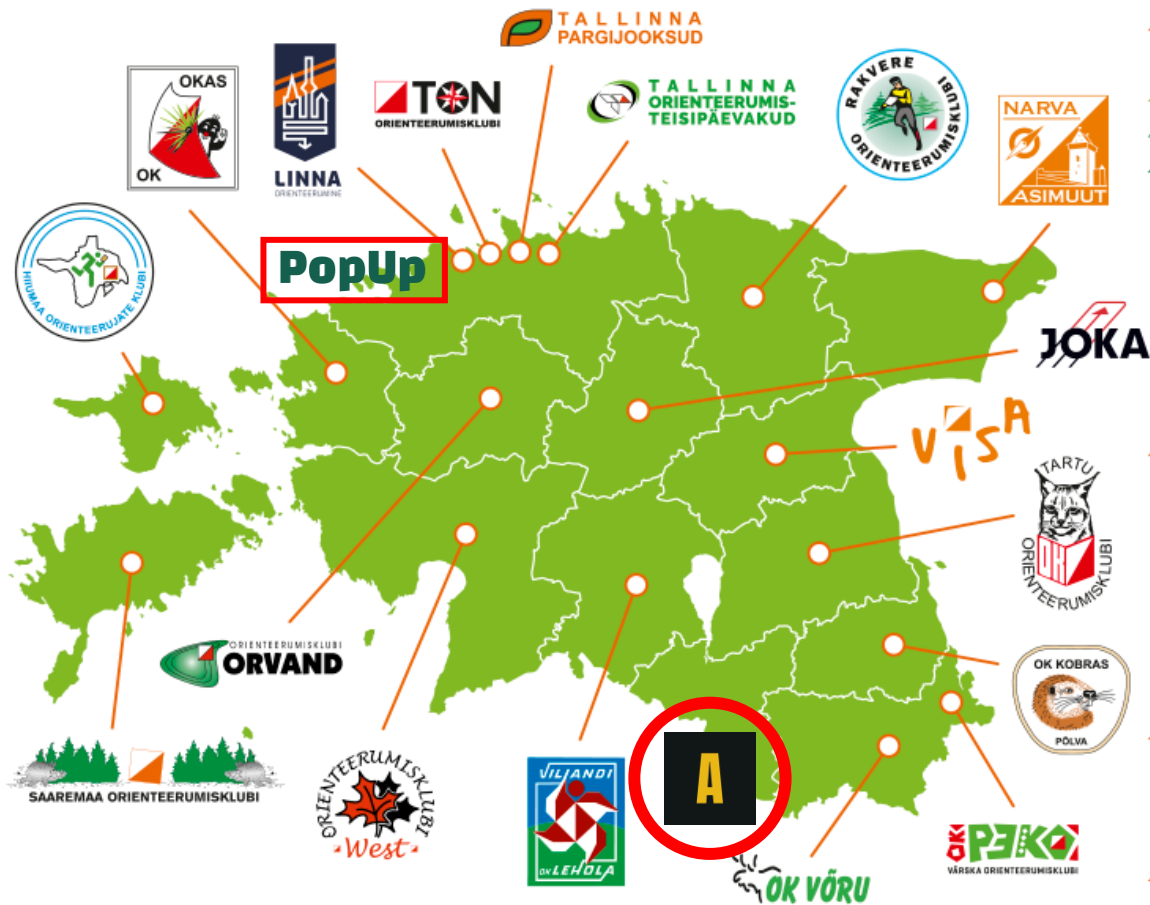 TALLINNA
PARGIJOOKSUD
OKAS
OK
LINNA
ORIENTEERUMINE
TON
ORIENTEERUMISKLUBI
TALLINNA
ORIENTEERUMIS-
TEISIPÄEVAKUD
RAKVERE
ORIENTEERUMISKLUBI
NARVA
ASIMUUT
HIIUMAA ORIENTEERUJATE KLUBI
PopUp
JOKA
VISA
TARTU
OK
ORIENTEERUMISKLUBI
ORIENTEERUMISKLUBI
ORVAND
OK KOBRAS
PÕLVA
SAAREMAA ORIENTEERUMISKLUBI
ORIENTEERUMISKLUBI
West
VILJANDI
OK LEHOLA
A
OK VÕRU
OK PEKO
VÄRSKA ORIENTEERUMISKLUBI